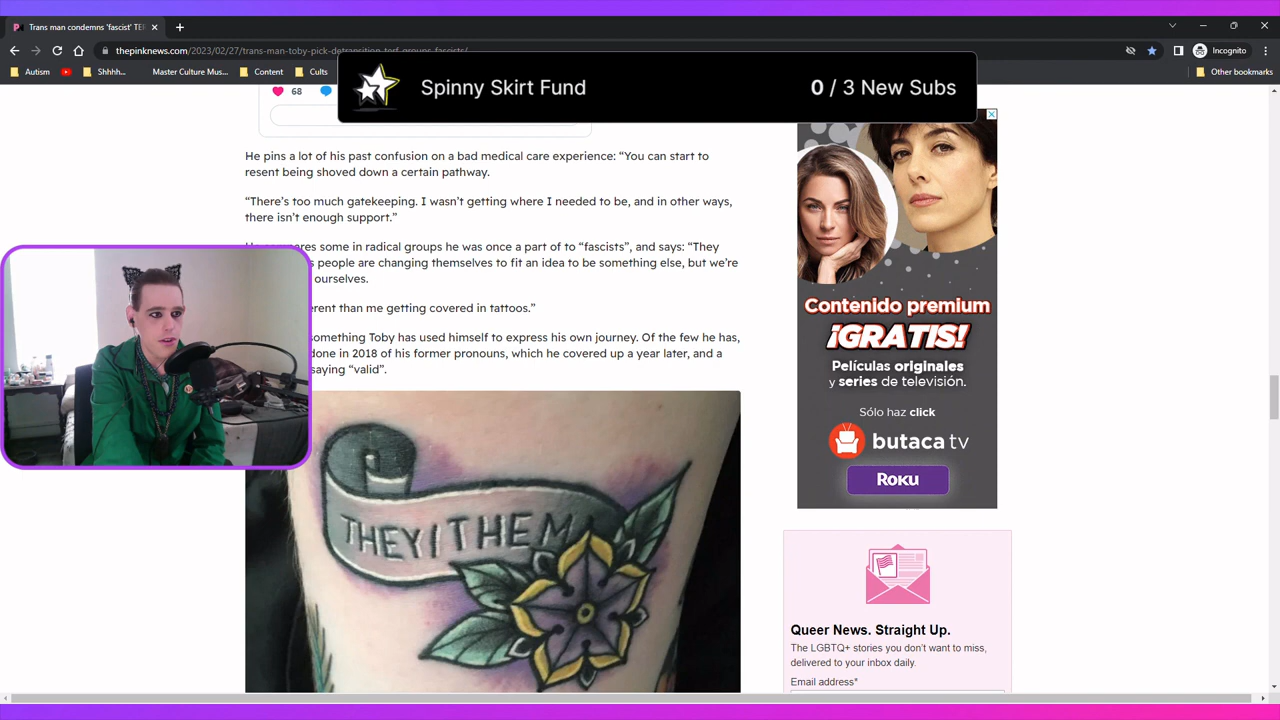 Trans man condemns 'fascist' TER
thepinknews.com/2023/02/27/trans-man-toby-pick-detransition-terf-groups-fascists/
Incognito
Autism
Shhhh...
Master Culture Mus...
Content
Cults
Other bookmarks
Spinny Skirt Fund
0 / 3 New Subs
68
He pins a lot of his past confusion on a bad medical care experience: “You can start to
resent being shoved down a certain pathway.
“There’s too much gatekeeping. I wasn’t getting where I needed to be, and in other ways,
there isn’t enough support.”
res some in radical groups he was once a part of to “fascists”, and says: “They
people are changing themselves to fit an idea to be something else, but we’re
ourselves.
erent than me getting covered in tattoos.”
something Toby has used himself to express his own journey. Of the few he has,
done in 2018 of his former pronouns, which he covered up a year later, and a
saying “valid”.
THEY/THEM
Contenido premium
¡GRATIS!
Películas originales
y series de televisión.
Sólo haz click
butaca tv
Roku
Queer News. Straight Up.
The LGBTQ+ stories you don’t want to miss,
delivered to your inbox daily.
Email address*